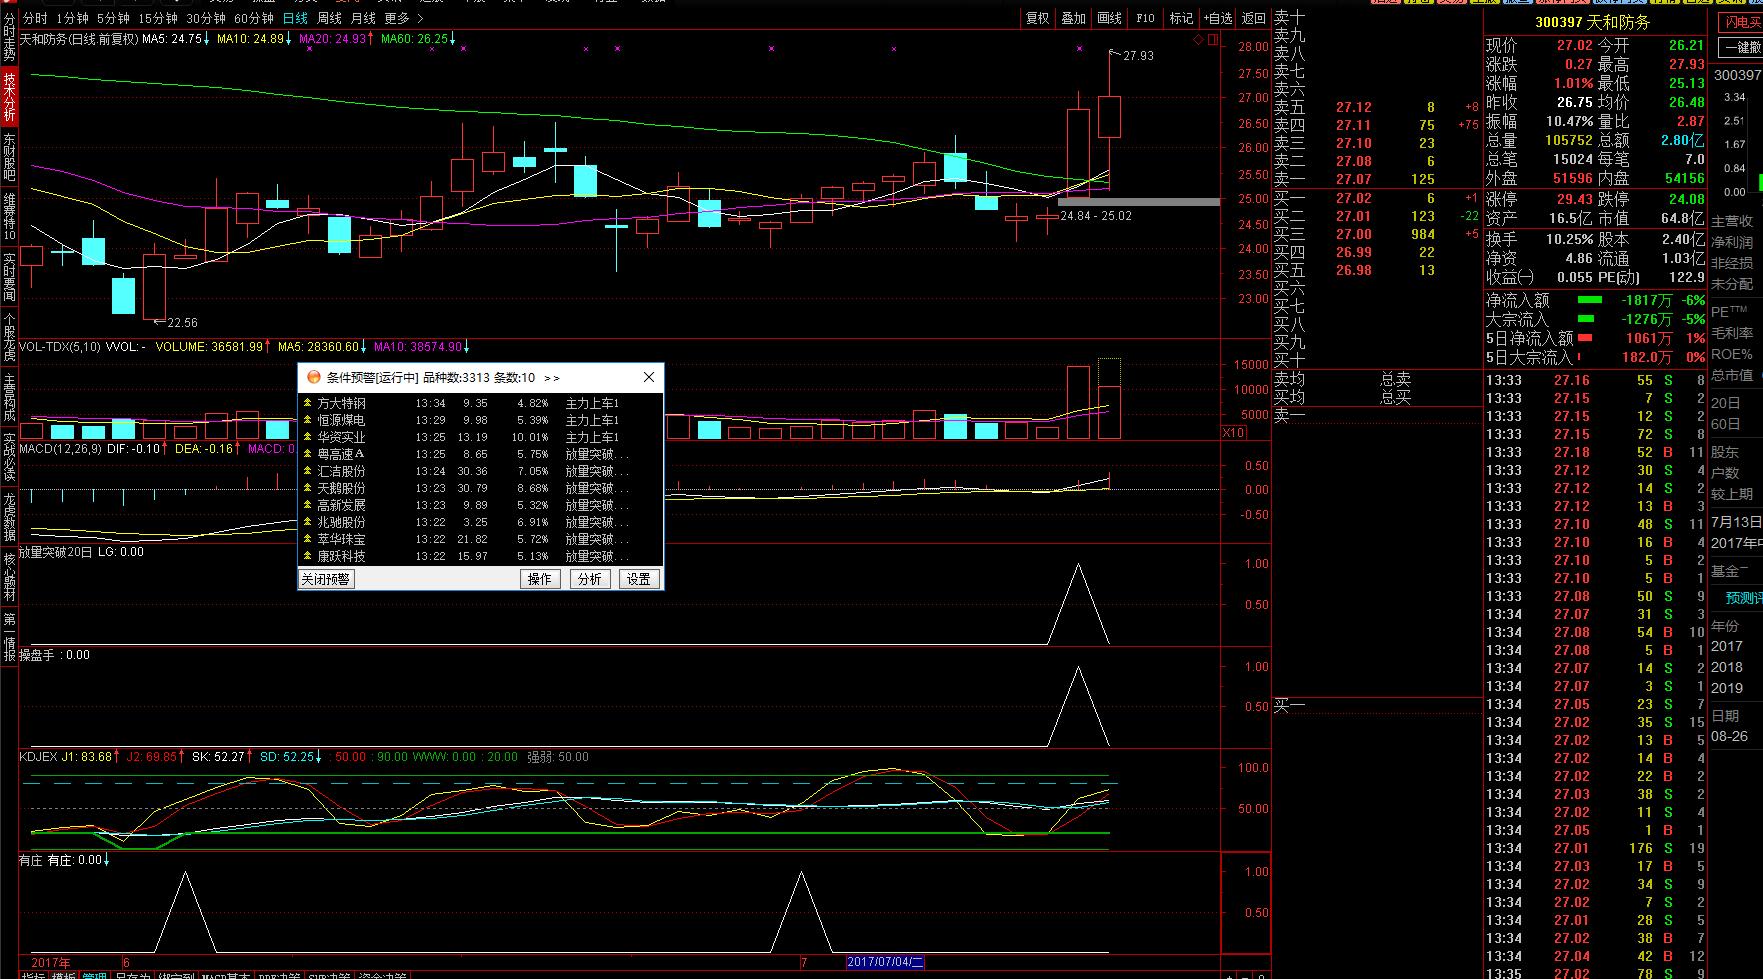 分时 1分钟 5分钟 15分钟 30分钟 60分钟 日线 周线 月线 更多 >
复权 叠加 画线 F10 标记 +自选 返回
天和防务(日线.前复权) MA5: 24.75↓ MA10: 24.89↓ MA20: 24.93↑ MA60: 26.25↓
分时走势
技术分析
东财股吧
维赛特10
实时要闻
个股龙虎
主营构成
实战必读
龙虎数据
核心题材
第一情报
27.93
22.56
24.84 - 25.02
28.00
27.50
27.00
26.50
26.00
25.50
25.00
24.50
24.00
23.50
23.00
VOL-TDX(5,10) VVOL: - VOLUME: 36581.99↑ MA5: 28360.60↓ MA10: 38574.90↓
15000
10000
5000
X10
条件预警[运行中] 品种数:3313 条数:10 >>
方大特钢 13:34 9.35 4.82% 主力上车1
恒源煤电 13:29 9.98 5.39% 主力上车1
华资实业 13:25 13.19 10.01% 主力上车1
粤高速A 13:25 8.65 5.75% 放量突破...
汇洁股份 13:24 30.36 7.05% 放量突破...
天鹅股份 13:23 30.79 8.68% 放量突破...
高新发展 13:23 9.89 5.32% 放量突破...
兆驰股份 13:22 3.25 6.91% 放量突破...
萃华珠宝 13:22 21.82 5.72% 放量突破...
康跃科技 13:22 15.97 5.13% 放量突破...
关闭预警 操作 分析 设置
MACD(12,26,9) DIF: -0.10↑ DEA: -0.16↑ MACD: 0.
0.50
0.00
-0.50
放量突破20日 LG: 0.00
1.00
0.50
操盘手 : 0.00
1.00
0.50
KDJEX J1: 83.68↑ J2: 69.85↑ SK: 52.27↑ SD: 52.25↓ : 50.00 : 90.00 WWW: 0.00 : 20.00 强弱: 50.00
100.0
50.00
有庄 有庄: 0.00↓
1.00
0.50
2017年 6 7 2017/07/04/二
指标 模板 管理 另存为 绑定到 MACD基本 DDE决策 SUP决策 资金决策
卖十
卖九
卖八
卖七
卖六
卖五 27.12 8 +8
卖四 27.11 75 +75
卖三 27.10 23
卖二 27.08 6
卖一 27.07 125
买一 27.02 6 +1
买二 27.01 123 -22
买三 27.00 984 +5
买四 26.99 22
买五 26.98 13
买六
买七
买八
买九
买十
卖均 总卖
买均 总买
卖一
买一
300397 天和防务
现价 27.02 今开 26.21
涨跌 0.27 最高 27.93
涨幅 1.01% 最低 25.13
昨收 26.75 均价 26.48
振幅 10.47% 量比 2.87
总量 105752 总额 2.80亿
总笔 15024 每笔 7.0
外盘 51596 内盘 54156
涨停 29.43 跌停 24.08
资产 16.5亿 市值 64.8亿
换手 10.25% 股本 2.40亿
净资 4.86 流通 1.03亿
收益(一) 0.055 PE(动) 122.9
净流入额 -1817万 -6%
大宗流入 -1276万 -5%
5日净流入额 1061万 1%
5日大宗流入 182.0万 0%
13:33 27.16 55 S 8
13:33 27.15 7 S 2
13:33 27.15 12 S 2
13:33 27.15 72 S 8
13:33 27.18 52 B 11
13:33 27.12 30 S 4
13:33 27.12 14 S 2
13:33 27.12 13 B 3
13:33 27.10 48 S 11
13:33 27.10 16 B 4
13:33 27.10 5 B 2
13:33 27.10 5 B 1
13:33 27.08 50 S 9
13:34 27.07 31 S 3
13:34 27.08 54 B 10
13:34 27.08 5 B 1
13:34 27.07 14 S 2
13:34 27.07 3 S 1
13:34 27.05 23 S 7
13:34 27.02 35 S 15
13:34 27.02 13 B 5
13:34 27.02 14 B 4
13:34 27.02 22 B 2
13:34 27.03 38 S 2
13:34 27.02 11 S 4
13:34 27.05 1 B 1
13:34 27.01 176 S 19
13:34 27.03 17 B 5
13:34 27.02 34 S 9
13:34 27.02 7 S 2
13:34 27.01 28 S 5
13:34 27.02 38 B 7
13:34 27.04 42 B 12
13:35 27.02 78 S 9
闪电买
一键撤
300397
3.34
2.51
1.67
0.84
0.00
主营收
净利润
非经损
未分配
PE™
毛利率
ROE%
总市值
20日
60日
股东
户数
较上期
7月13日
2017年中
基金一
预测评
年份
2017
2018
2019
日期
08-26